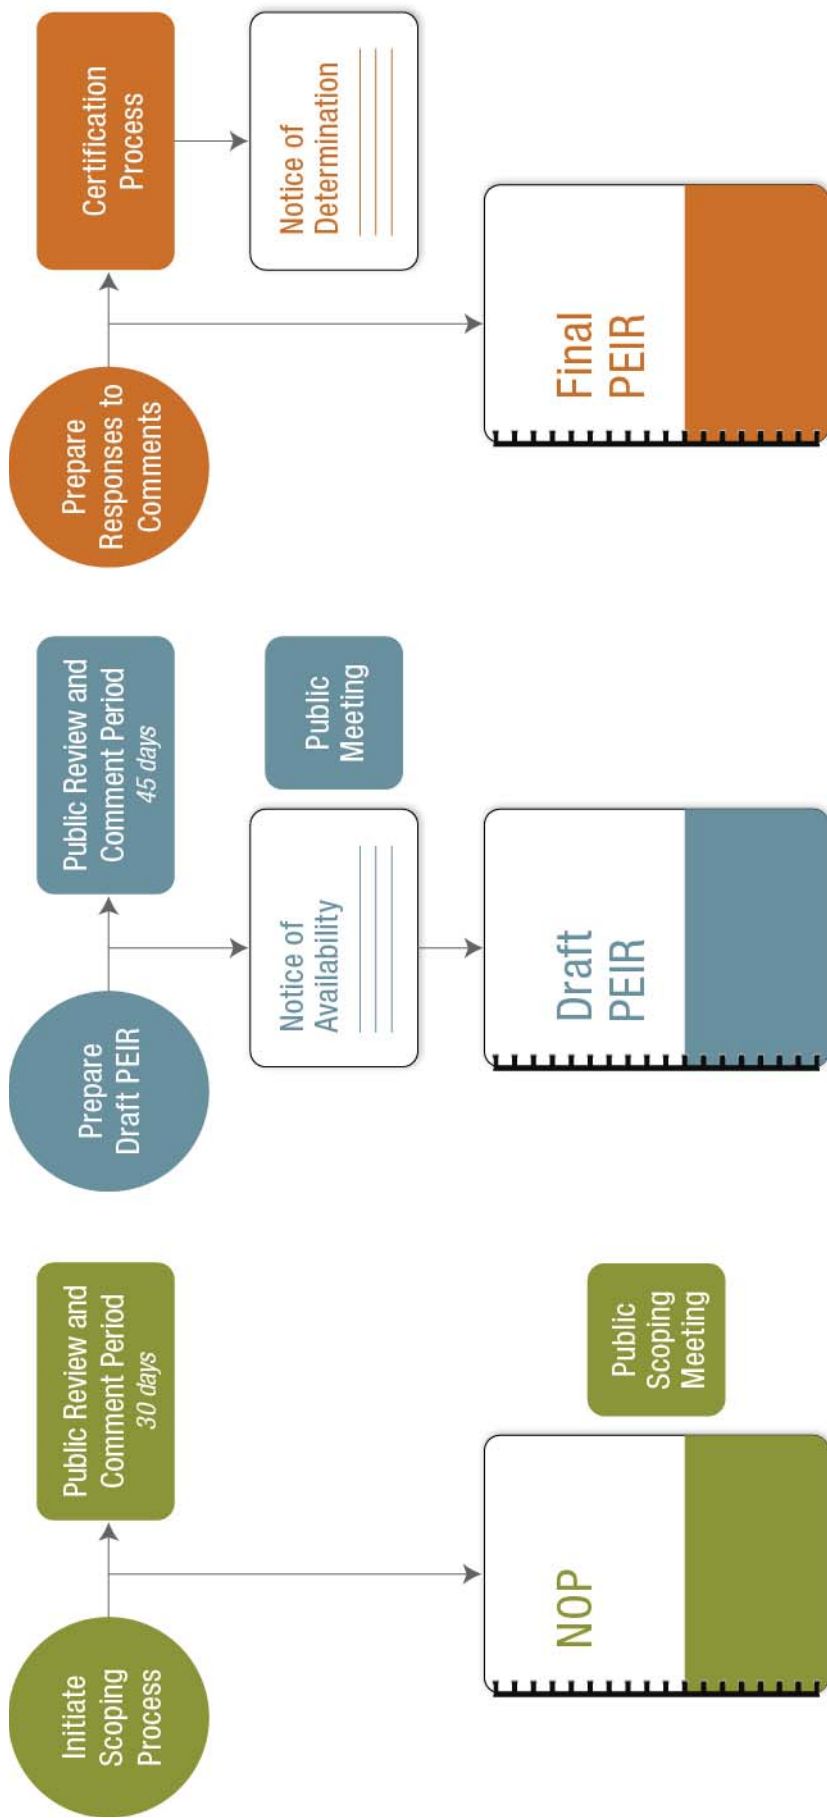 Initiate
Scoping
Process
Public Review and
Comment Period
30 days
NOP
Public
Scoping
Meeting
Prepare
Draft PEIR
Public Review and
Comment Period
45 days
Notice of
Availability
Public
Meeting
Draft
PEIR
Prepare
Responses to
Comments
Certification
Process
Notice of
Determination
Final
PEIR